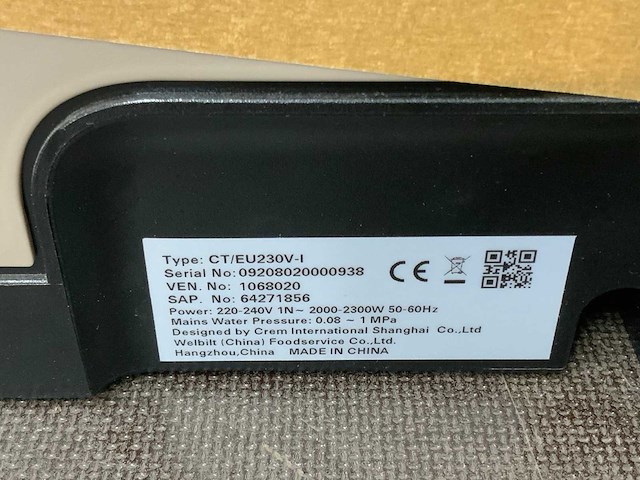 Type: CT/EU230V-I
Serial No: 09208020000938
VEN. No: 1068020
SAP. No: 64271856
Power: 220-240V 1N~ 2000-2300W 50-60Hz
Mains Water Pressure: 0.08 ~ 1 MPa
Designed by Crem International Shanghai Co.,Ltd
Welbilt (China) Foodservice Co.,Ltd.
Hangzhou,China MADE IN CHINA
CE